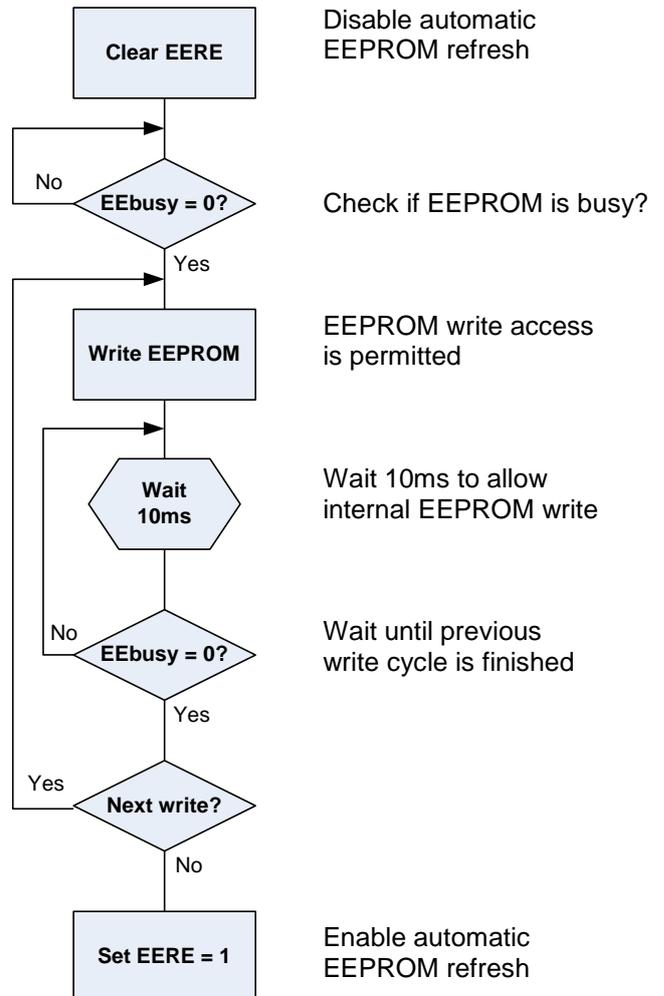 Clear EERE
Disable automatic
EEPROM refresh
No
EEbusy = 0?
Check if EEPROM is busy?
Yes
Write EEPROM
EEPROM write access
is permitted
Wait
10ms
Wait 10ms to allow
internal EEPROM write
No
EEbusy = 0?
Wait until previous
write cycle is finished
Yes
Yes
Next write?
No
Set EERE = 1
Enable automatic
EEPROM refresh